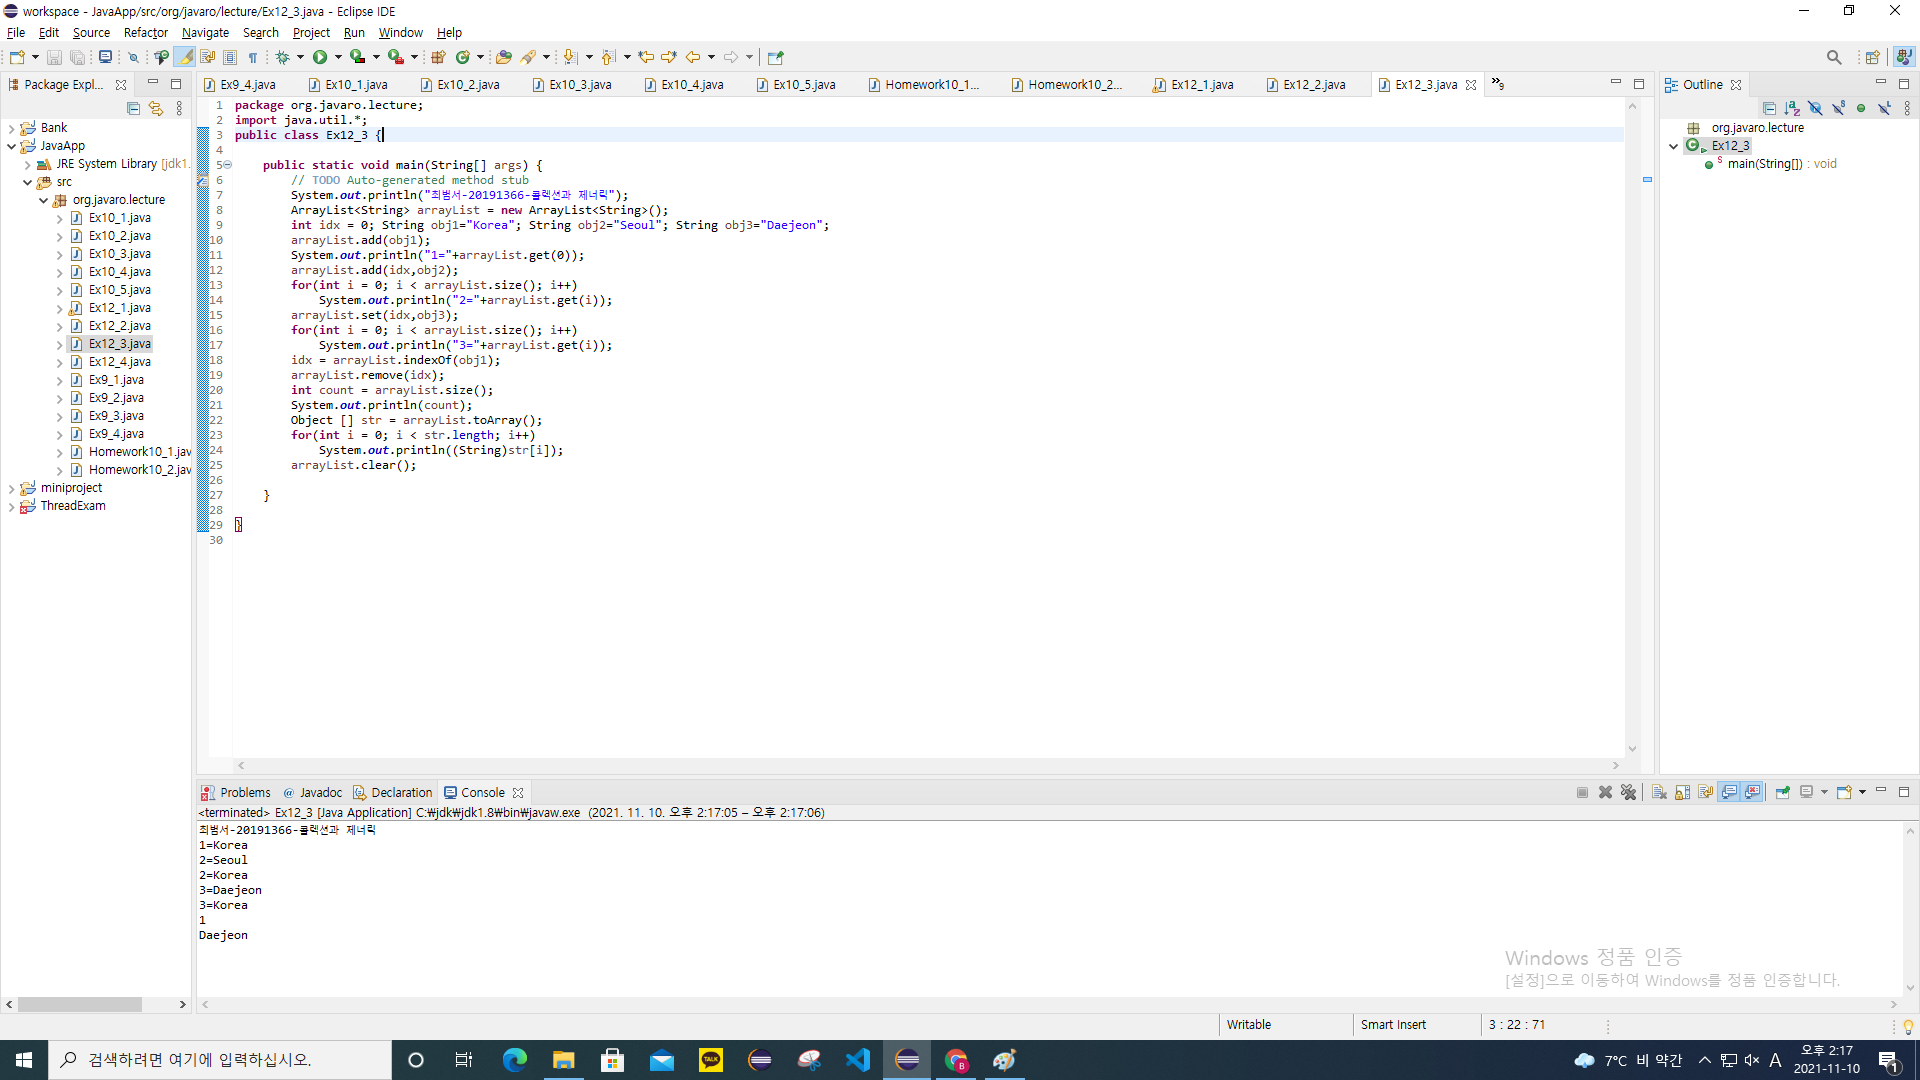 workspace - JavaApp/src/org/javaro/lecture/Ex12_3.java - Eclipse IDE
File Edit Source Refactor Navigate Search Project Run Window Help
Package Expl...
Ex9_4.java Ex10_1.java Ex10_2.java Ex10_3.java Ex10_4.java Ex10_5.java Homework10_1... Homework10_2... Ex12_1.java Ex12_2.java Ex12_3.java »9
Outline
Bank
JavaApp
JRE System Library [jdk1.
src
org.javaro.lecture
Ex10_1.java
Ex10_2.java
Ex10_3.java
Ex10_4.java
Ex10_5.java
Ex12_1.java
Ex12_2.java
Ex12_3.java
Ex12_4.java
Ex9_1.java
Ex9_2.java
Ex9_3.java
Ex9_4.java
Homework10_1.jav
Homework10_2.jav
miniproject
ThreadExam
1 package org.javaro.lecture;
2 import java.util.*;
3 public class Ex12_3 {
4
5 public static void main(String[] args) {
6 // TODO Auto-generated method stub
7 System.out.println("최범서-20191366-콜렉션과 제너릭");
8 ArrayList<String> arrayList = new ArrayList<String>();
9 int idx = 0; String obj1="Korea"; String obj2="Seoul"; String obj3="Daejeon";
10 arrayList.add(obj1);
11 System.out.println("1="+arrayList.get(0));
12 arrayList.add(idx,obj2);
13 for(int i = 0; i < arrayList.size(); i++)
14 System.out.println("2="+arrayList.get(i));
15 arrayList.set(idx,obj3);
16 for(int i = 0; i < arrayList.size(); i++)
17 System.out.println("3="+arrayList.get(i));
18 idx = arrayList.indexOf(obj1);
19 arrayList.remove(idx);
20 int count = arrayList.size();
21 System.out.println(count);
22 Object [] str = arrayList.toArray();
23 for(int i = 0; i < str.length; i++)
24 System.out.println((String)str[i]);
25 arrayList.clear();
26
27 }
28
29 }
30
org.javaro.lecture
Ex12_3
main(String[]) : void
Problems Javadoc Declaration Console
<terminated> Ex12_3 [Java Application] C:₩jdk₩jdk1.8₩bin₩javaw.exe (2021. 11. 10. 오후 2:17:05 – 오후 2:17:06)
최범서-20191366-콜렉션과 제너릭
1=Korea
2=Seoul
2=Korea
3=Daejeon
3=Korea
1
Daejeon
Windows 정품 인증
[설정]으로 이동하여 Windows를 정품 인증합니다.
Writable Smart Insert 3 : 22 : 71
검색하려면 여기에 입력하십시오.
TALK
B
7°C 비 약간
A
오후 2:17
2021-11-10
1